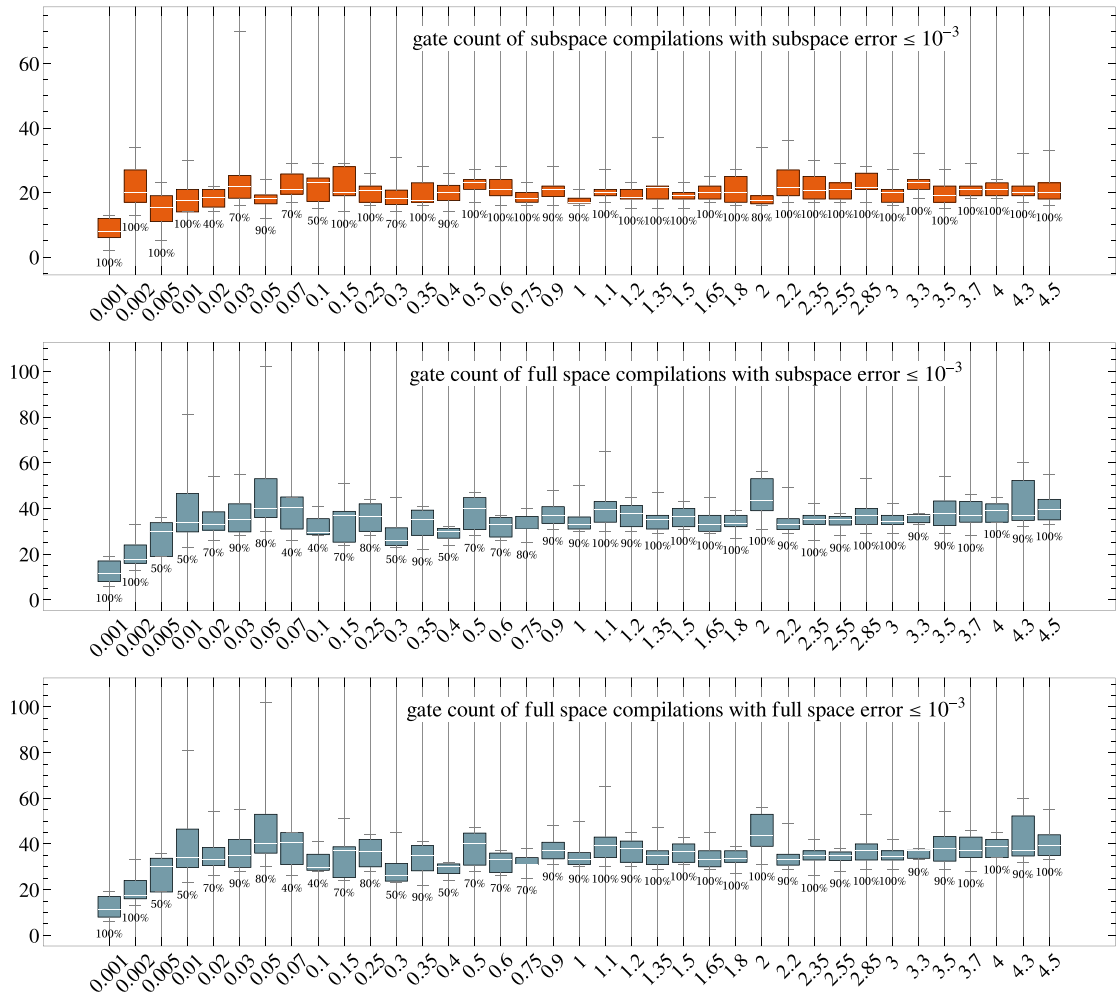 gate count of subspace compilations with subspace error ≤ 10⁻³
60
40
20
0
100% 100% 100% 100% 40% 70% 90% 70% 50% 100% 100% 70% 100% 90% 100% 100% 100% 90% 90% 100% 100% 100% 100% 100% 100% 80% 100% 100% 100% 100% 100% 100% 100% 100% 100% 100% 100%
0.001 0.002 0.005 0.01 0.02 0.03 0.05 0.07 0.1 0.15 0.25 0.3 0.35 0.4 0.5 0.6 0.75 0.9 1 1.1 1.2 1.35 1.5 1.65 1.8 2 2.2 2.35 2.55 2.85 3 3.3 3.5 3.7 4 4.3 4.5
gate count of full space compilations with subspace error ≤ 10⁻³
100
80
60
40
20
0
100% 100% 50% 50% 70% 90% 80% 40% 40% 70% 80% 50% 90% 50% 70% 70% 80% 90% 90% 100% 90% 100% 100% 100% 100% 100% 90% 100% 90% 100% 100% 90% 90% 100% 100% 90% 100%
0.001 0.002 0.005 0.01 0.02 0.03 0.05 0.07 0.1 0.15 0.25 0.3 0.35 0.4 0.5 0.6 0.75 0.9 1 1.1 1.2 1.35 1.5 1.65 1.8 2 2.2 2.35 2.55 2.85 3 3.3 3.5 3.7 4 4.3 4.5
gate count of full space compilations with full space error ≤ 10⁻³
100
80
60
40
20
0
100% 100% 50% 50% 70% 90% 80% 40% 40% 70% 80% 50% 90% 50% 70% 70% 70% 90% 90% 100% 90% 100% 100% 100% 100% 100% 90% 100% 90% 100% 100% 90% 90% 100% 100% 90% 100%
0.001 0.002 0.005 0.01 0.02 0.03 0.05 0.07 0.1 0.15 0.25 0.3 0.35 0.4 0.5 0.6 0.75 0.9 1 1.1 1.2 1.35 1.5 1.65 1.8 2 2.2 2.35 2.55 2.85 3 3.3 3.5 3.7 4 4.3 4.5